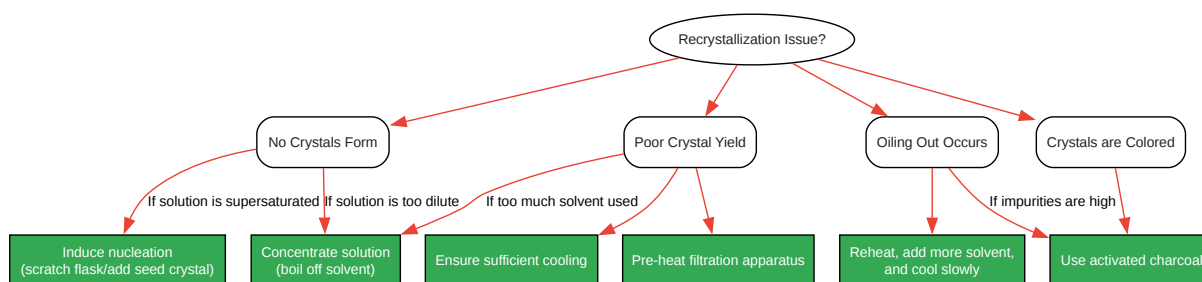 Recrystallization Issue?
No Crystals Form
Poor Crystal Yield
Oiling Out Occurs
Crystals are Colored
If solution is supersaturated
If solution is too dilute
If too much solvent used
If impurities are high
Induce nucleation
(scratch flask/add seed crystal)
Concentrate solution
(boil off solvent)
Ensure sufficient cooling
Pre-heat filtration apparatus
Reheat, add more solvent,
and cool slowly
Use activated charcoal